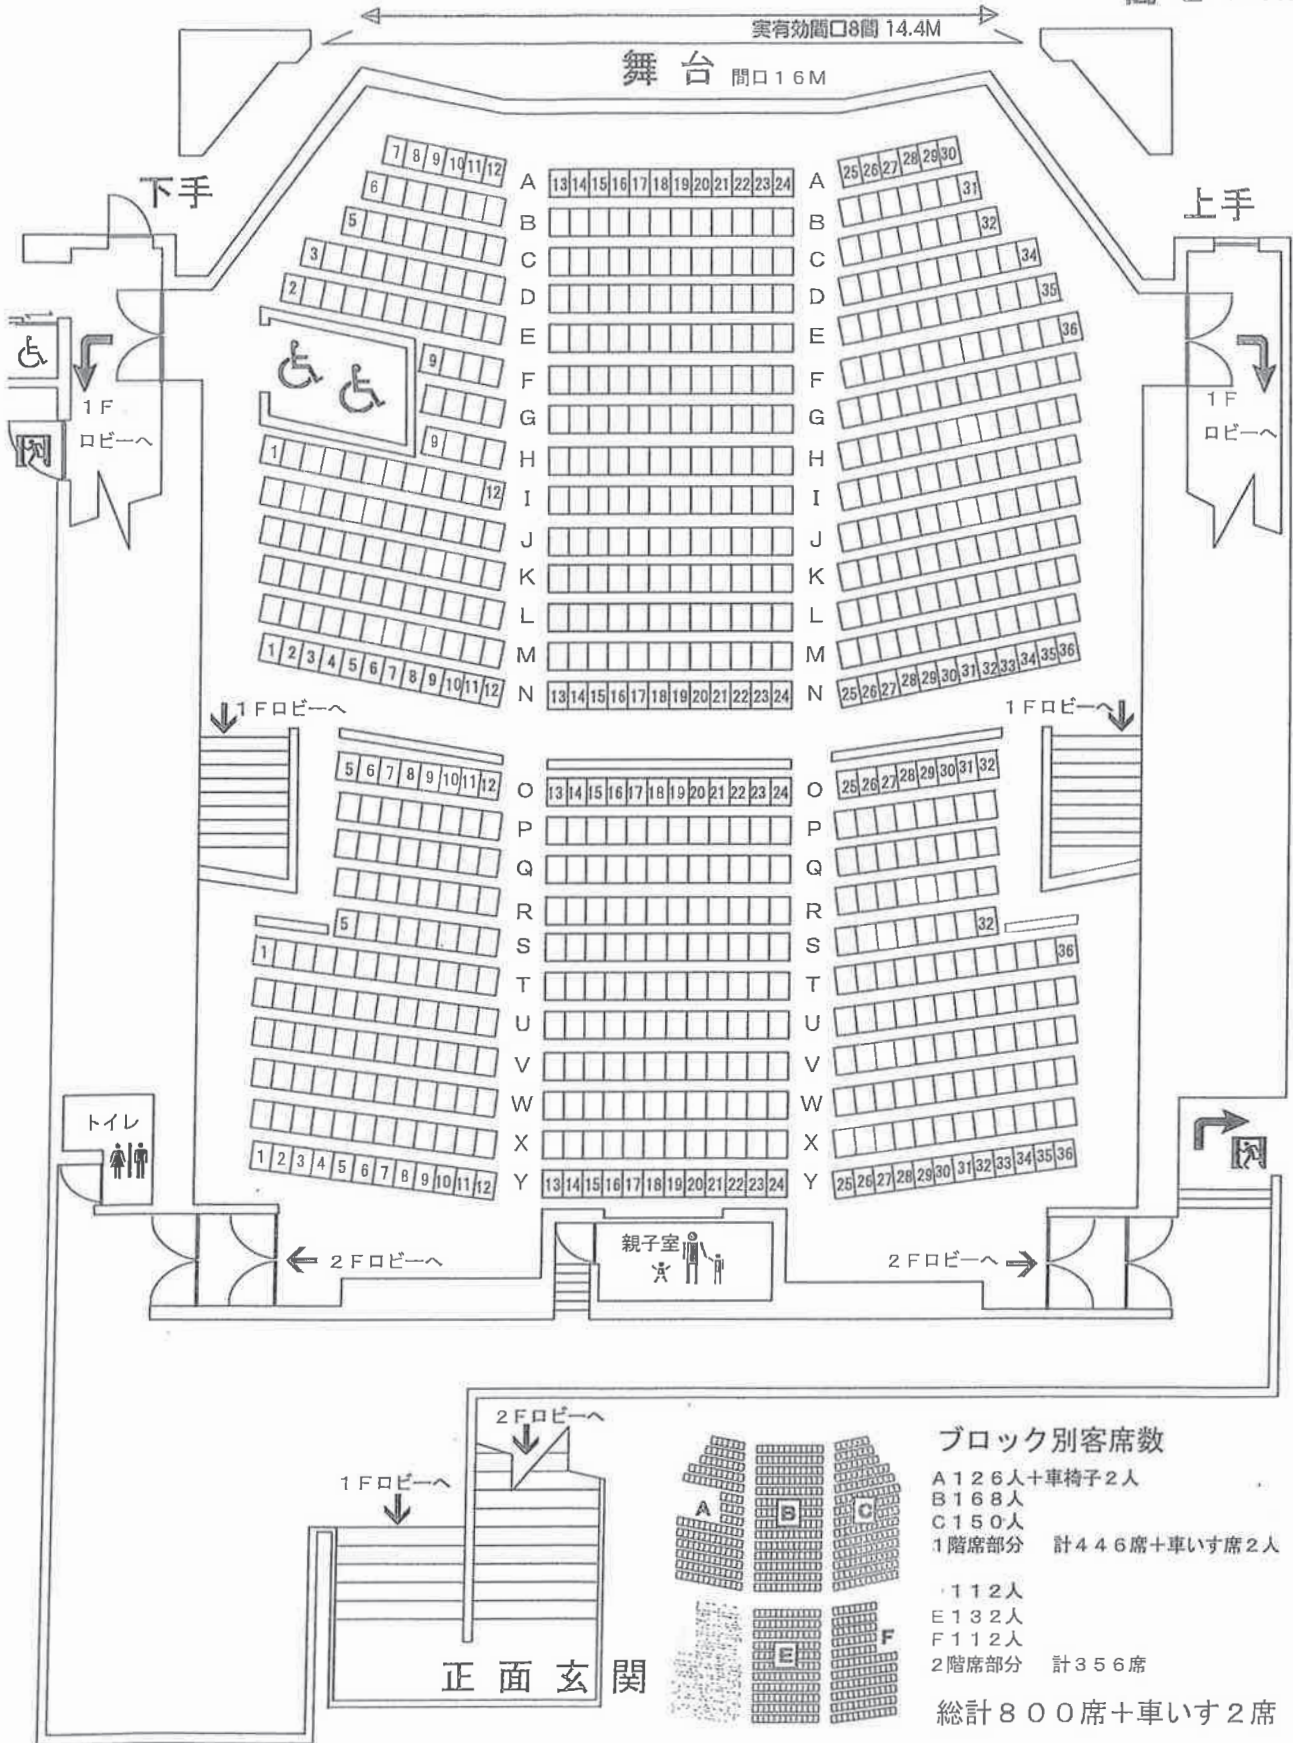 実有効間口8間 14.4M
舞台 間口16M
下手
上手
7 8 9 10 11 12 A 13 14 15 16 17 18 19 20 21 22 23 24 A 25 26 27 28 29 30
6 B B 31
5 C C 32
3 D D 34
2 E E 35
9 F F 36
G G
9 H H
1 12 I I
J J
K K
L L
M M
1 2 3 4 5 6 7 8 9 10 11 12 N 13 14 15 16 17 18 19 20 21 22 23 24 N 25 26 27 28 29 30 31 32 33 34 35 36
1F
ロビーへ
1F
ロビーへ
1Fロビーへ
1Fロビーへ
5 6 7 8 9 10 11 12 O 13 14 15 16 17 18 19 20 21 22 23 24 O 25 26 27 28 29 30 31 32
P P
Q Q
R R
5 S S 32
1 T T 36
U U
V V
W W
X X
1 2 3 4 5 6 7 8 9 10 11 12 Y 13 14 15 16 17 18 19 20 21 22 23 24 Y 25 26 27 28 29 30 31 32 33 34 35 36
トイレ
2Fロビーへ
親子室
2Fロビーへ
2Fロビーへ
1Fロビーへ
正面玄関
A B C
E F
ブロック別客席数
A126人+車椅子2人
B168人
C150人
1階席部分 計446席+車いす席2人
112人
E132人
F112人
2階席部分 計356席
総計800席+車いす2席